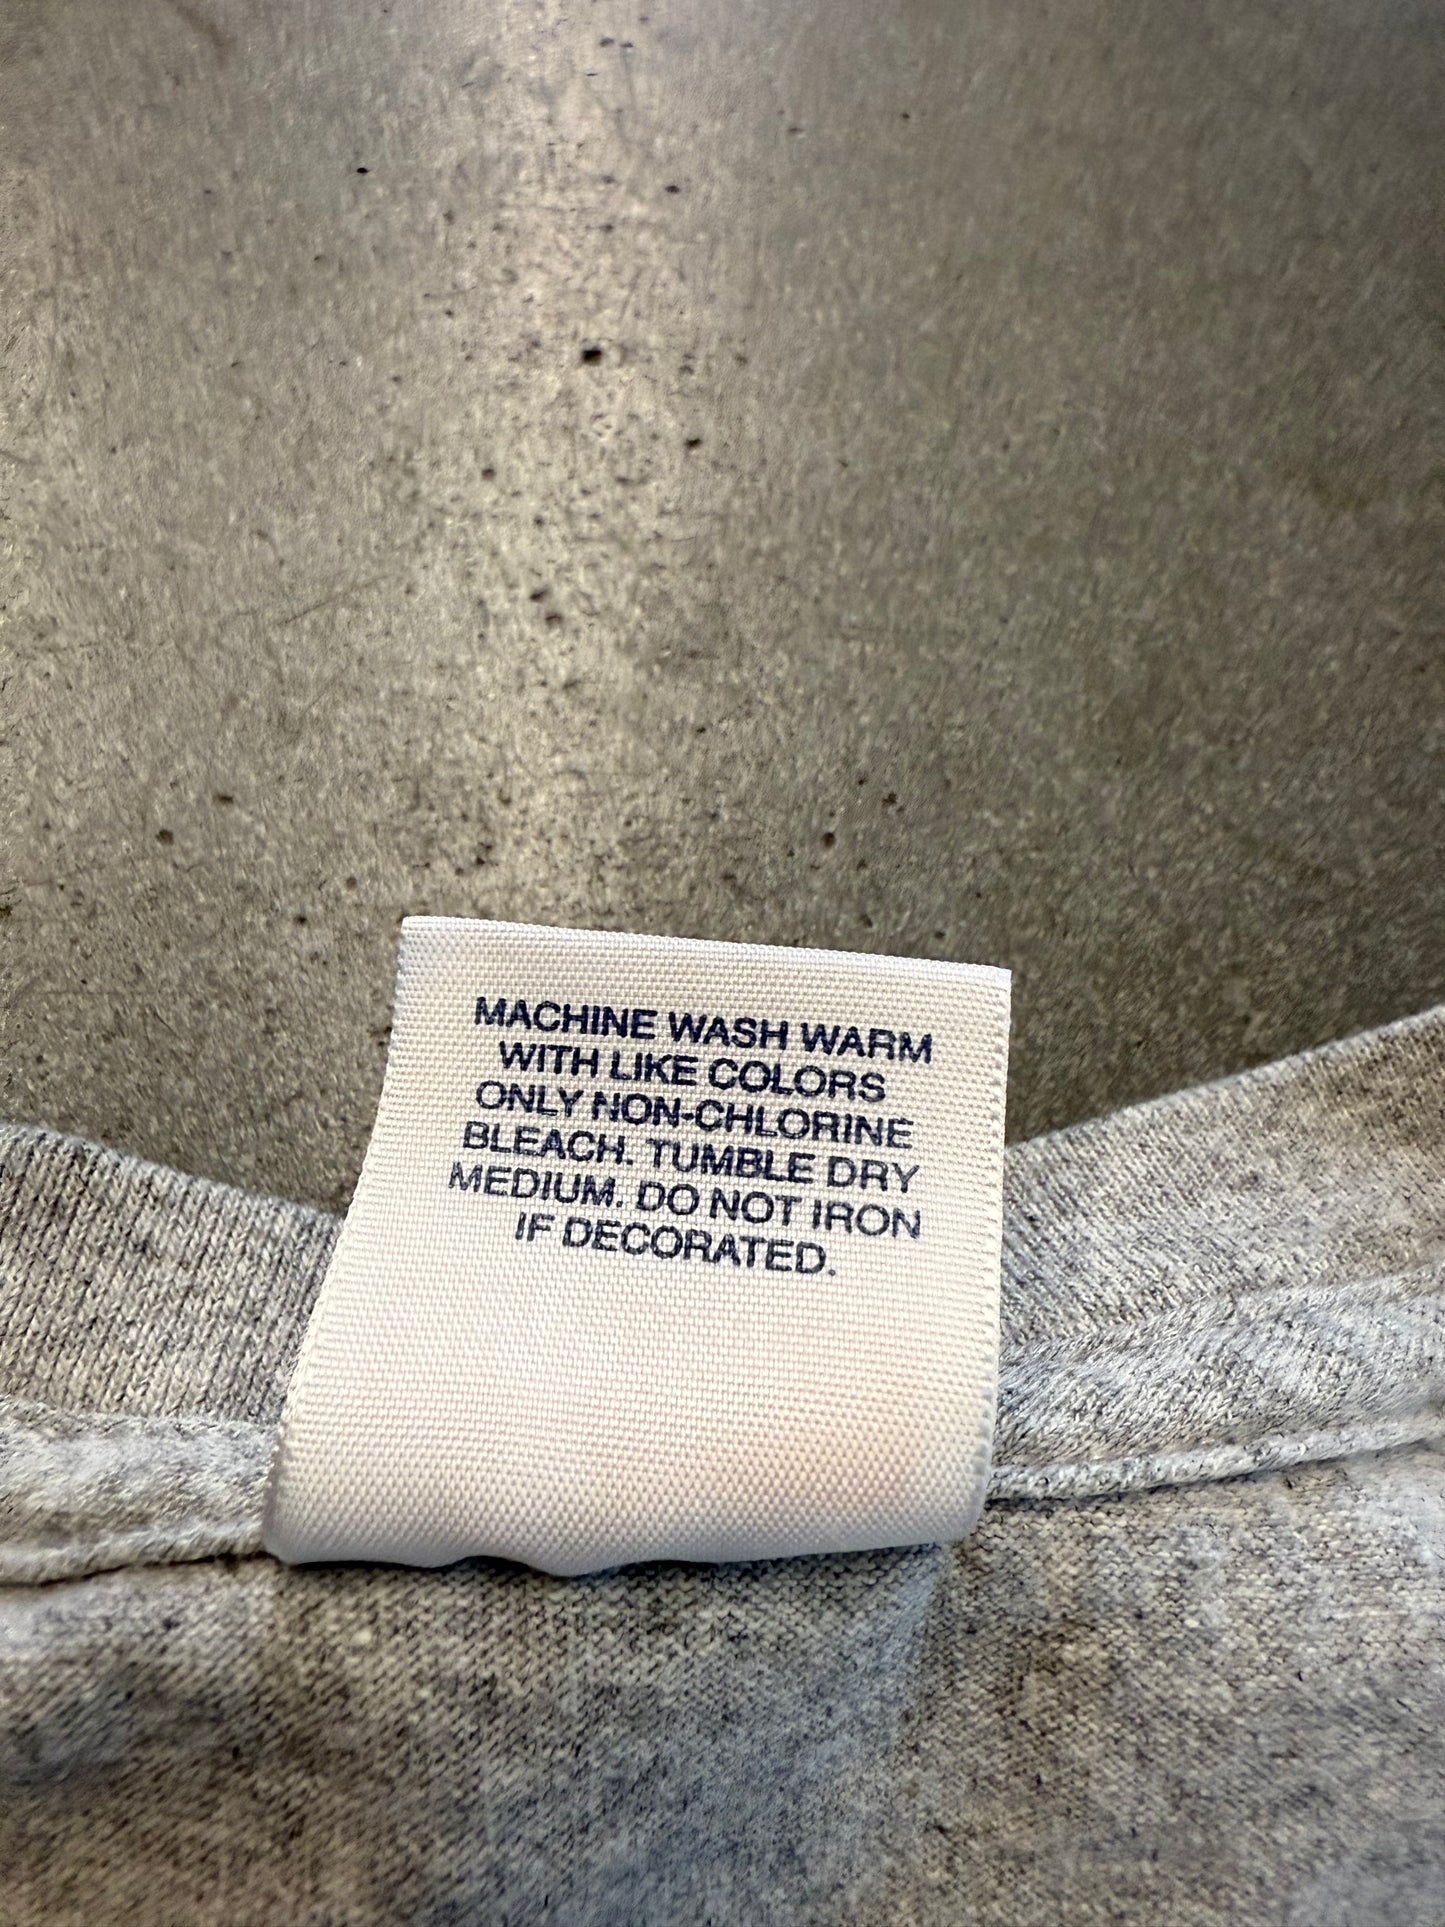 MACHINE WASH WARM
WITH LIKE COLORS
ONLY NON-CHLORINE
BLEACH. TUMBLE DRY
MEDIUM. DO NOT IRON
IF DECORATED.